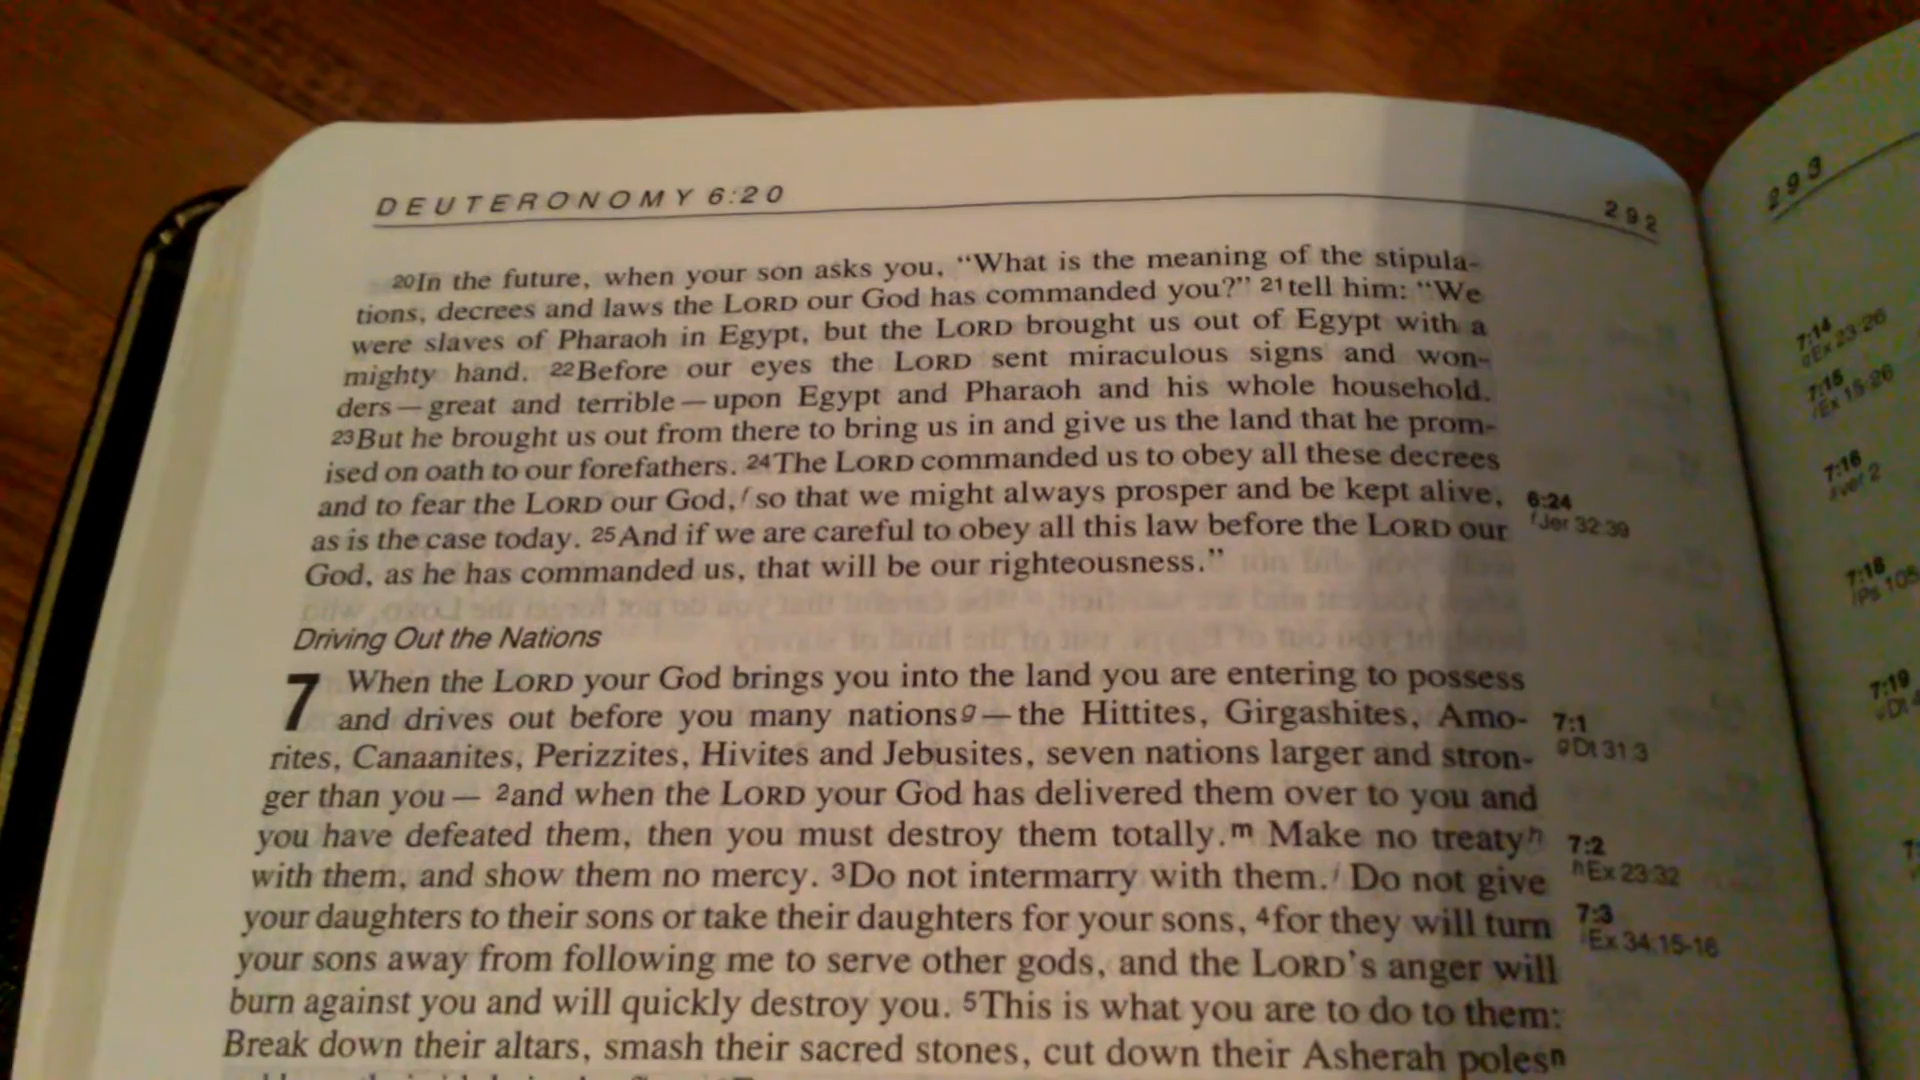 DEUTERONOMY 6:20
292
20In the future, when your son asks you, “What is the meaning of the stipula-
tions, decrees and laws the LORD our God has commanded you?” 21tell him: “We
were slaves of Pharaoh in Egypt, but the LORD brought us out of Egypt with a
mighty hand. 22Before our eyes the LORD sent miraculous signs and won-
ders—great and terrible—upon Egypt and Pharaoh and his whole household.
23But he brought us out from there to bring us in and give us the land that he prom-
ised on oath to our forefathers. 24The LORD commanded us to obey all these decrees
and to fear the LORD our God,f so that we might always prosper and be kept alive,
as is the case today. 25And if we are careful to obey all this law before the LORD our
God, as he has commanded us, that will be our righteousness.”
6:24
fJer 32:39
Driving Out the Nations
7 When the LORD your God brings you into the land you are entering to possess
and drives out before you many nationsg—the Hittites, Girgashites, Amo-
rites, Canaanites, Perizzites, Hivites and Jebusites, seven nations larger and stron-
ger than you— 2and when the LORD your God has delivered them over to you and
you have defeated them, then you must destroy them totally.m Make no treatyh
with them, and show them no mercy. 3Do not intermarry with them.i Do not give
your daughters to their sons or take their daughters for your sons, 4for they will turn
your sons away from following me to serve other gods, and the LORD’s anger will
burn against you and will quickly destroy you. 5This is what you are to do to them:
Break down their altars, smash their sacred stones, cut down their Asherah polesn
7:1
gDt 31:3
7:2
hEx 23:32
7:3
iEx 34:15-16
293
7:14
Ex 23:26
7:15
Ex 15:26
7:16
ver 2
7:18
Ps 105
7:19
Dt 4